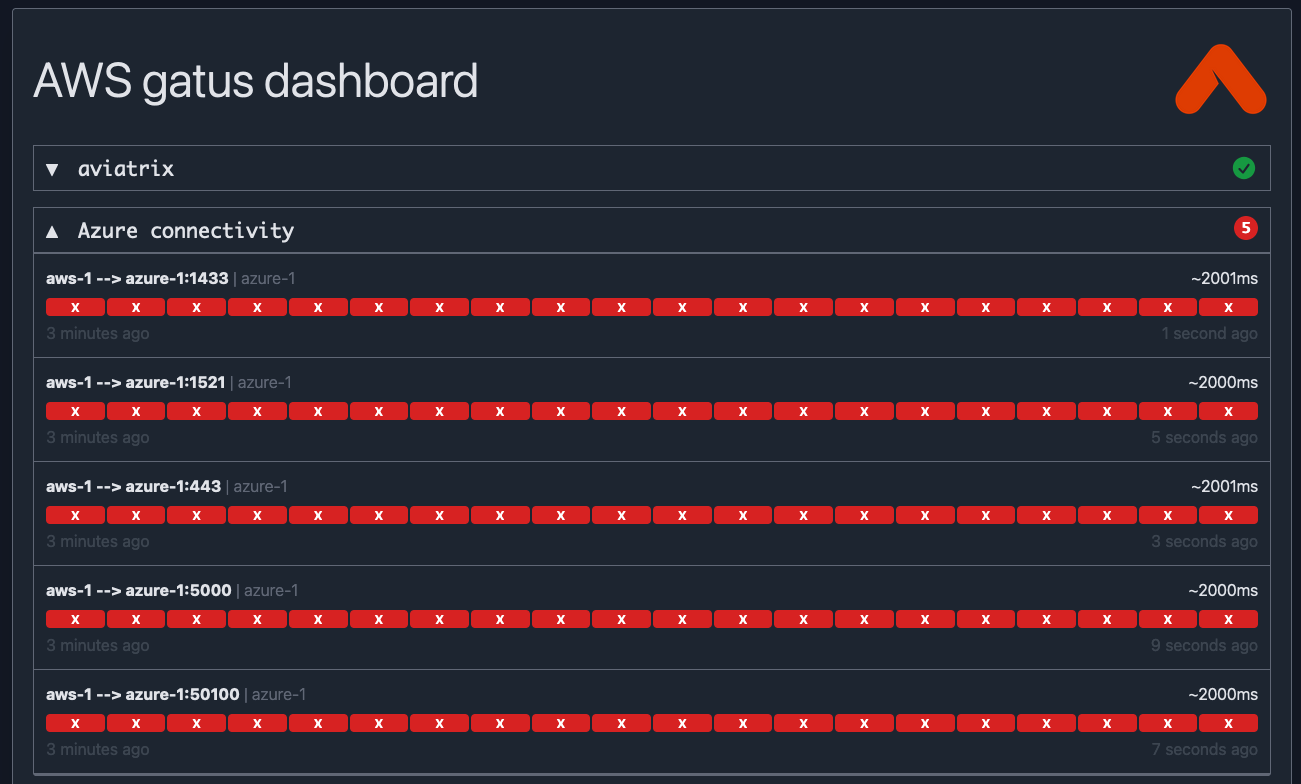 AWS gatus dashboard
▼ aviatrix
▲ Azure connectivity 5
aws-1 --> azure-1:1433 | azure-1 ~2001ms
x x x x x x x x x x x x x x x x x x x x
3 minutes ago 1 second ago
aws-1 --> azure-1:1521 | azure-1 ~2000ms
x x x x x x x x x x x x x x x x x x x x
3 minutes ago 5 seconds ago
aws-1 --> azure-1:443 | azure-1 ~2001ms
x x x x x x x x x x x x x x x x x x x x
3 minutes ago 3 seconds ago
aws-1 --> azure-1:5000 | azure-1 ~2000ms
x x x x x x x x x x x x x x x x x x x x
3 minutes ago 9 seconds ago
aws-1 --> azure-1:50100 | azure-1 ~2000ms
x x x x x x x x x x x x x x x x x x x x
3 minutes ago 7 seconds ago